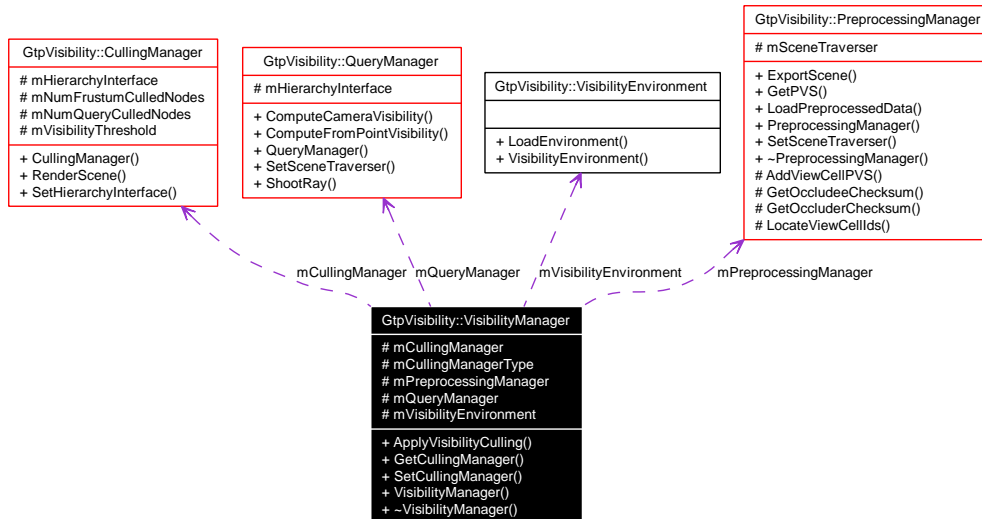 GtpVisibility::CullingManager
# mHierarchyInterface
# mNumFrustumCulledNodes
# mNumQueryCulledNodes
# mVisibilityThreshold
+ CullingManager()
+ RenderScene()
+ SetHierarchyInterface()
GtpVisibility::QueryManager
# mHierarchyInterface
+ ComputeCameraVisibility()
+ ComputeFromPointVisibility()
+ QueryManager()
+ SetSceneTraverser()
+ ShootRay()
GtpVisibility::VisibilityEnvironment
+ LoadEnvironment()
+ VisibilityEnvironment()
GtpVisibility::PreprocessingManager
# mSceneTraverser
+ ExportScene()
+ GetPVS()
+ LoadPreprocessedData()
+ PreprocessingManager()
+ SetSceneTraverser()
+ ~PreprocessingManager()
# AddViewCellPVS()
# GetOccludeeChecksum()
# GetOccluderChecksum()
# LocateViewCellIds()
mCullingManager
mQueryManager
mVisibilityEnvironment
mPreprocessingManager
GtpVisibility::VisibilityManager
# mCullingManager
# mCullingManagerType
# mPreprocessingManager
# mQueryManager
# mVisibilityEnvironment
+ ApplyVisibilityCulling()
+ GetCullingManager()
+ SetCullingManager()
+ VisibilityManager()
+ ~VisibilityManager()